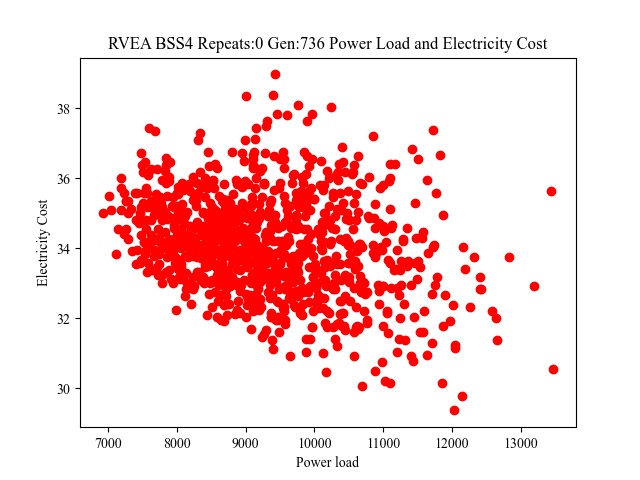 RVEA BSS4 Repeats:0 Gen:736 Power Load and Electricity Cost
38
36
34
32
30
Electricity Cost
7000 8000 9000 10000 11000 12000 13000
Power load